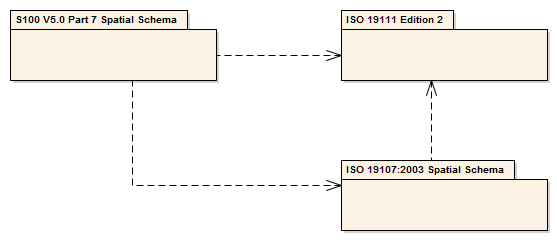 S100 V5.0 Part 7 Spatial Schema
ISO 19111 Edition 2
ISO 19107:2003 Spatial Schema